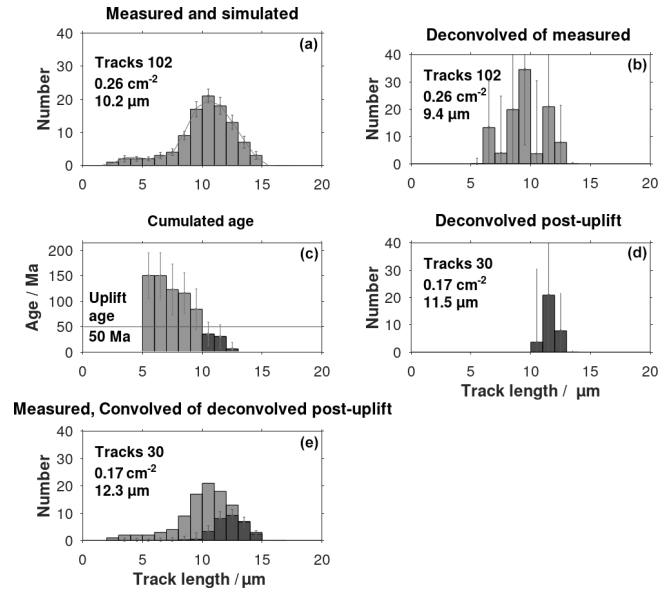 Measured and simulated
(a)
Tracks 102
0.26 cm-2
10.2 µm
Number
40
30
20
10
0
0 5 10 15 20
Deconvolved of measured
(b)
Tracks 102
0.26 cm-2
9.4 µm
Number
40
30
20
10
0
0 5 10 15 20
Cumulated age
(c)
Uplift
age
50 Ma
Age / Ma
200
150
100
50
0
0 5 10 15 20
Deconvolved post-uplift
(d)
Tracks 30
0.17 cm-2
11.5 µm
Number
40
30
20
10
0
0 5 10 15 20
Track length / µm
Measured, Convolved of deconvolved post-uplift
(e)
Tracks 30
0.17 cm-2
12.3 µm
Number
40
30
20
10
0
0 5 10 15 20
Track length / µm